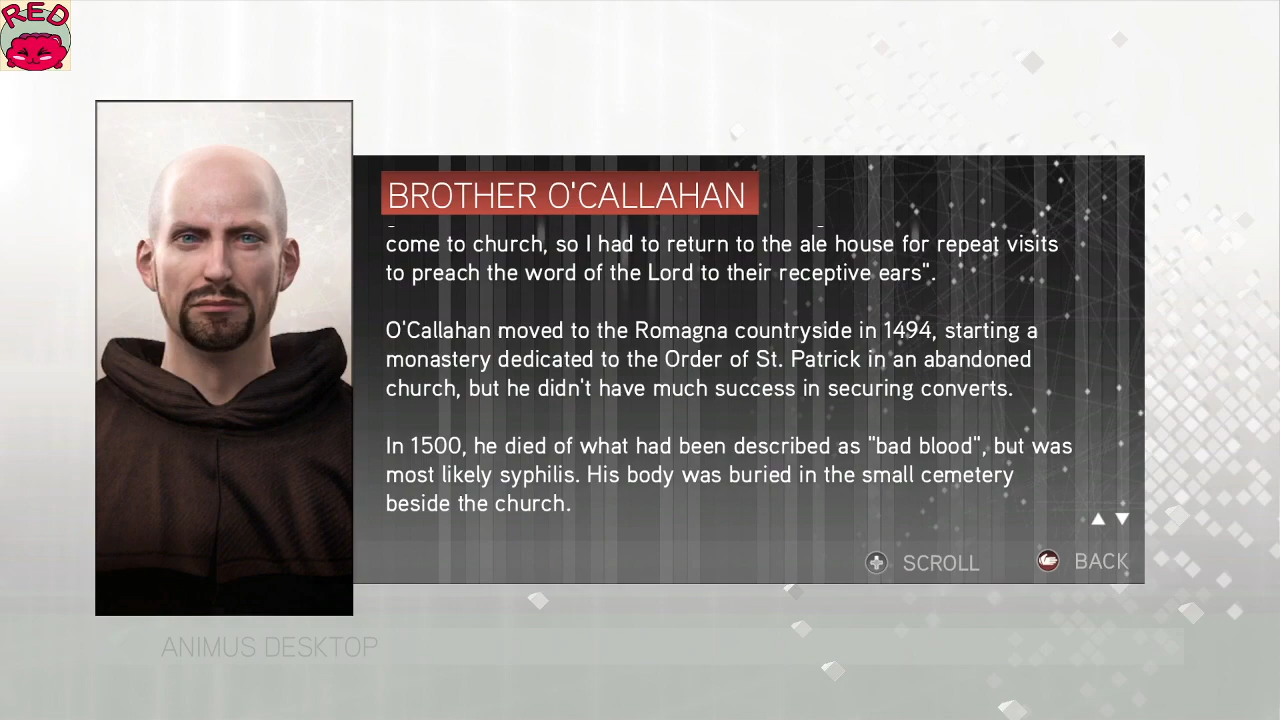 RED
BROTHER O'CALLAHAN
come to church, so I had to return to the ale house for repeat visits
to preach the word of the Lord to their receptive ears".
O'Callahan moved to the Romagna countryside in 1494, starting a
monastery dedicated to the Order of St. Patrick in an abandoned
church, but he didn't have much success in securing converts.
In 1500, he died of what had been described as "bad blood", but was
most likely syphilis. His body was buried in the small cemetery
beside the church.
SCROLL BACK
ANIMUS DESKTOP